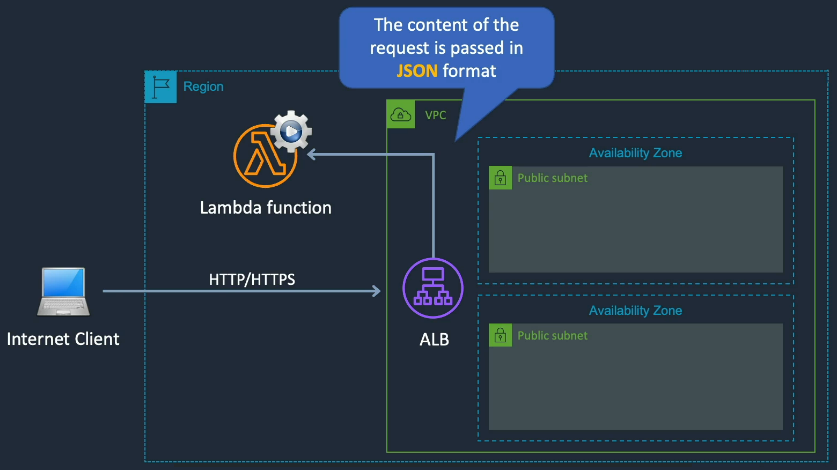 The content of the
request is passed in
JSON format
Region
VPC
Availability Zone
Public subnet
Lambda function
HTTP/HTTPS
Internet Client
ALB
Availability Zone
Public subnet